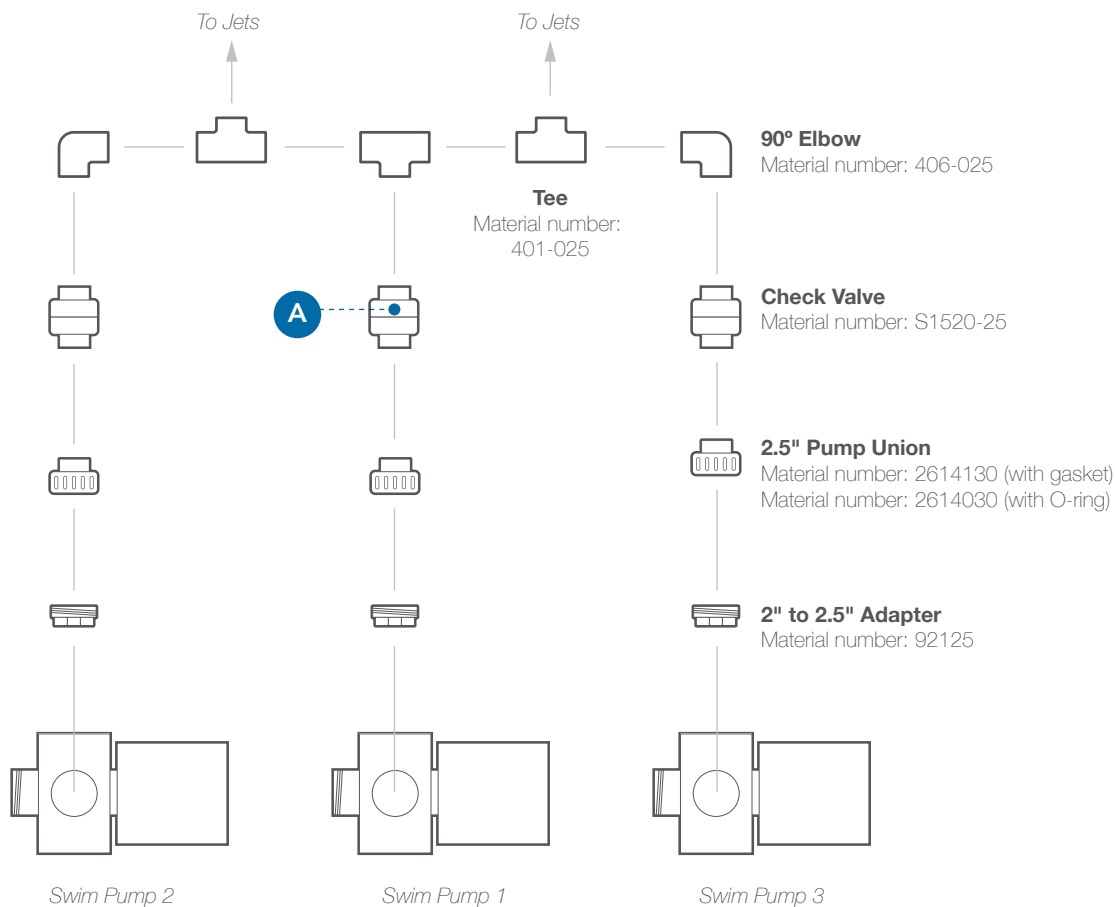 To Jets
To Jets
90º Elbow
Material number: 406-025
Tee
Material number:
401-025
A
Check Valve
Material number: S1520-25
2.5" Pump Union
Material number: 2614130 (with gasket)
Material number: 2614030 (with O-ring)
2" to 2.5" Adapter
Material number: 92125
Swim Pump 2
Swim Pump 1
Swim Pump 3